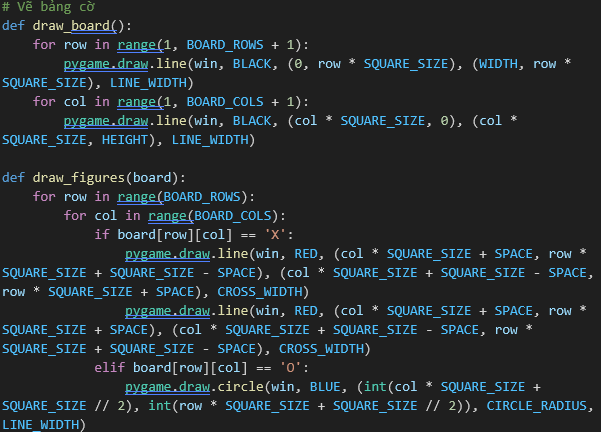 # Vẽ bảng cờ
def draw_board():
    for row in range(1, BOARD_ROWS + 1):
        pygame.draw.line(win, BLACK, (0, row * SQUARE_SIZE), (WIDTH, row *
SQUARE_SIZE), LINE_WIDTH)
    for col in range(1, BOARD_COLS + 1):
        pygame.draw.line(win, BLACK, (col * SQUARE_SIZE, 0), (col *
SQUARE_SIZE, HEIGHT), LINE_WIDTH)

def draw_figures(board):
    for row in range(BOARD_ROWS):
        for col in range(BOARD_COLS):
            if board[row][col] == 'X':
                pygame.draw.line(win, RED, (col * SQUARE_SIZE + SPACE, row *
SQUARE_SIZE + SQUARE_SIZE - SPACE), (col * SQUARE_SIZE + SQUARE_SIZE - SPACE,
row * SQUARE_SIZE + SPACE), CROSS_WIDTH)
                pygame.draw.line(win, RED, (col * SQUARE_SIZE + SPACE, row *
SQUARE_SIZE + SPACE), (col * SQUARE_SIZE + SQUARE_SIZE - SPACE, row *
SQUARE_SIZE + SQUARE_SIZE - SPACE), CROSS_WIDTH)
            elif board[row][col] == 'O':
                pygame.draw.circle(win, BLUE, (int(col * SQUARE_SIZE +
SQUARE_SIZE // 2), int(row * SQUARE_SIZE + SQUARE_SIZE // 2)), CIRCLE_RADIUS,
LINE_WIDTH)